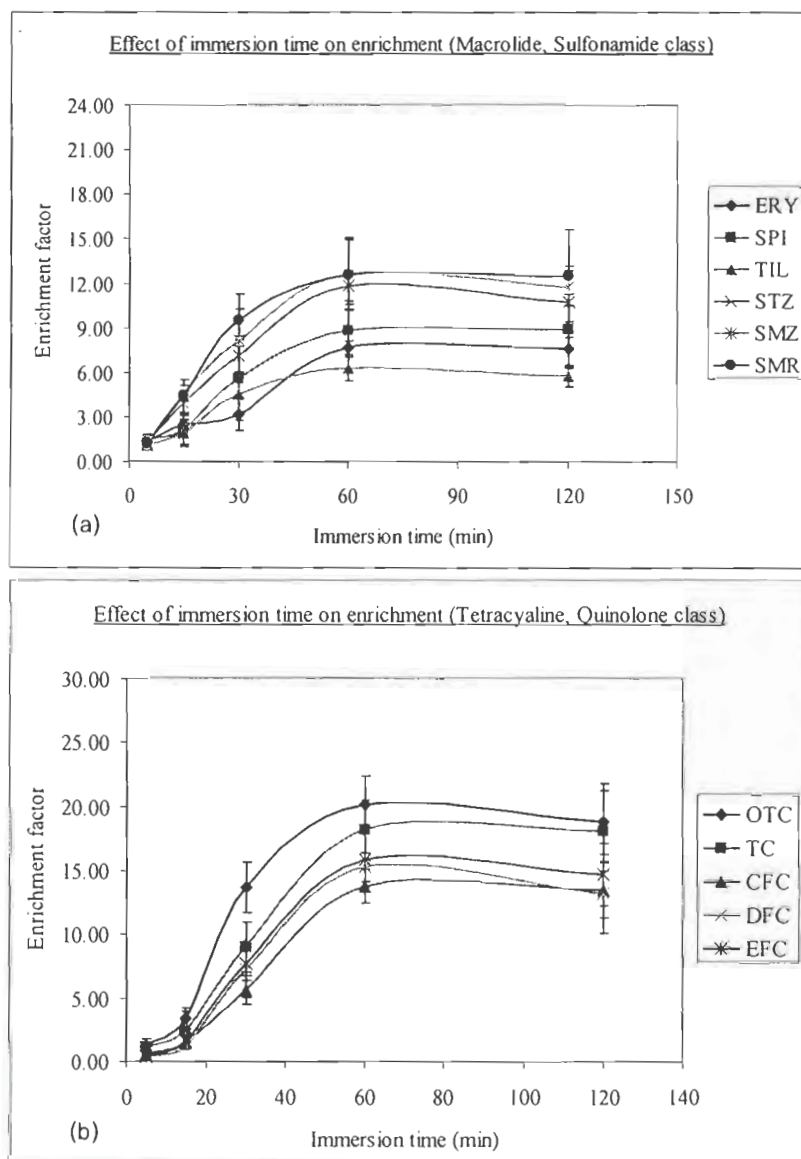 Effect of immersion time on enrichment (Macrolide, Sulfonamide class)
24.00
21.00
18.00
15.00
12.00
9.00
6.00
3.00
0.00
Enrichment factor
0 30 60 90 120 150
Immersion time (min)
(a)
ERY
SPI
TIL
STZ
SMZ
SMR
Effect of immersion time on enrichment (Tetracyaline, Quinolone class)
30.00
25.00
20.00
15.00
10.00
5.00
0.00
Enrichment factor
0 20 40 60 80 100 120 140
Immersion time (min)
(b)
OTC
TC
CFC
DFC
EFC